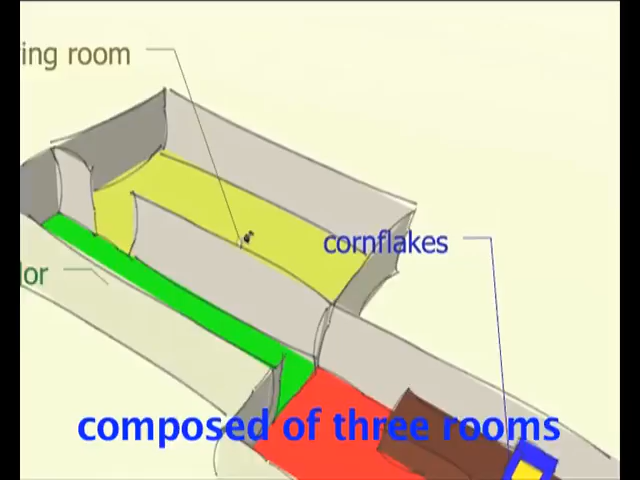 ing room
cornflakes
lor
composed of three rooms